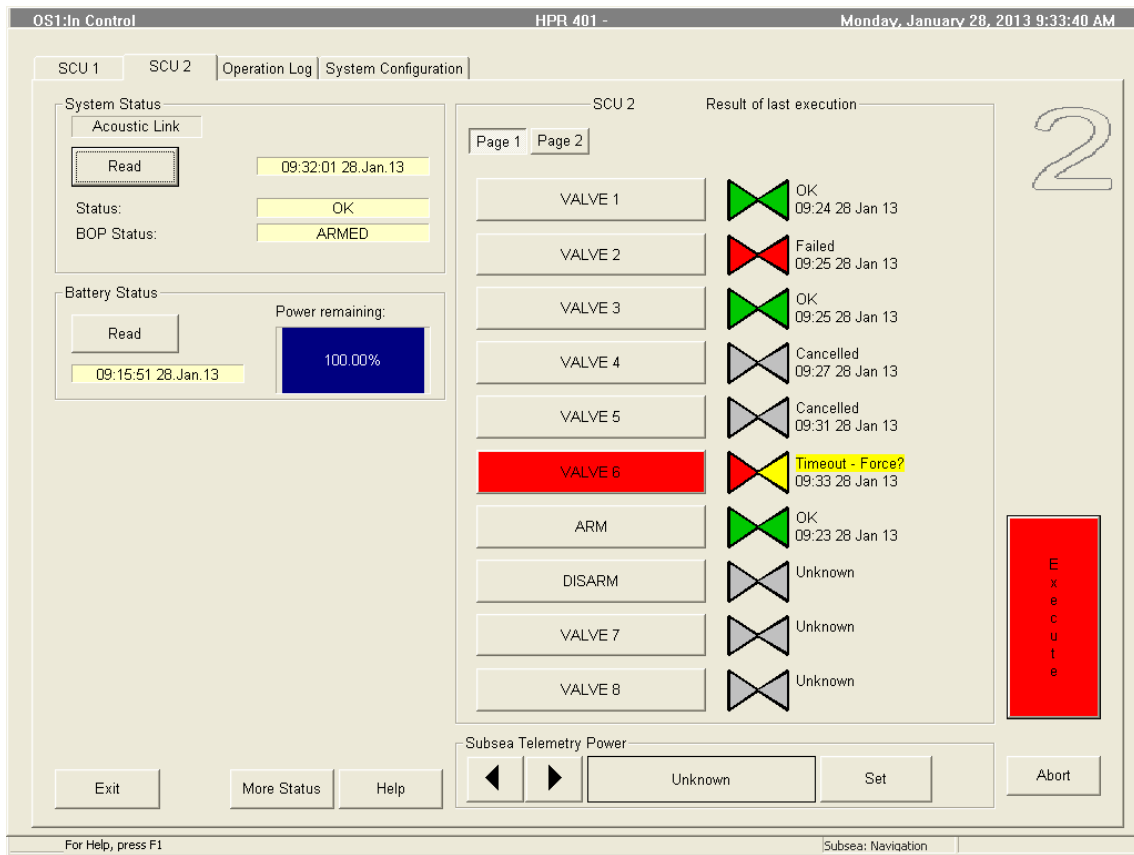 OS1:In Control HPR 401 - Monday, January 28, 2013 9:33:40 AM
SCU 1 SCU 2 Operation Log System Configuration
System Status
Acoustic Link
Read 09:32:01 28.Jan.13
Status: OK
BOP Status: ARMED
Battery Status
Read
Power remaining:
100.00%
09:15:51 28.Jan.13
SCU 2 Result of last execution
Page 1 Page 2
VALVE 1 OK
09:24 28 Jan 13
VALVE 2 Failed
09:25 28 Jan 13
VALVE 3 OK
09:25 28 Jan 13
VALVE 4 Cancelled
09:27 28 Jan 13
VALVE 5 Cancelled
09:31 28 Jan 13
VALVE 6 Timeout - Force?
09:33 28 Jan 13
ARM OK
09:23 28 Jan 13
DISARM Unknown
VALVE 7 Unknown
VALVE 8 Unknown
2
Execute
Subsea Telemetry Power
Unknown Set
Abort
Exit More Status Help
For Help, press F1 Subsea: Navigation